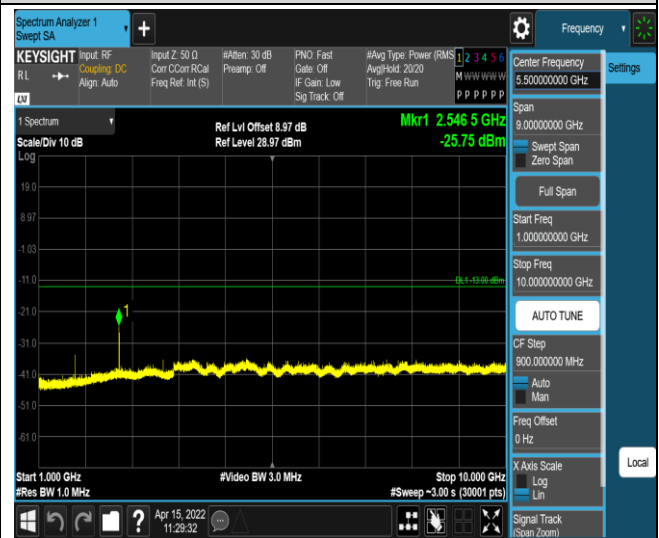 Spectrum Analyzer 1
Swept SA
Frequency
KEYSIGHT
RL
LXI
Input: RF
Coupling: DC
Align: Auto
Input Z: 50 Ω
Corr CCorr RCal
Freq Ref: Int (S)
#Atten: 30 dB
Preamp: Off
PNO: Fast
Gate: Off
IF Gain: Low
Sig Track: Off
#Avg Type: Power (RMS
Avg|Hold: 20/20
Trig: Free Run
1 2 3 4 5 6
M W W W W W
P P P P P P
1 Spectrum
Scale/Div 10 dB
Log
Ref Lvl Offset 8.97 dB
Ref Level 28.97 dBm
Mkr1 2.546 5 GHz
-25.75 dBm
19.0
8.97
-1.03
-11.0
DL1 -13.00 dBm
-21.0
1
-31.0
-41.0
-51.0
-61.0
Start 1.000 GHz
#Res BW 1.0 MHz
#Video BW 3.0 MHz
Stop 10.000 GHz
#Sweep ~3.00 s (30001 pts)
Apr 15, 2022
11:29:32
?
Center Frequency
5.500000000 GHz
Span
9.00000000 GHz
Swept Span
Zero Span
Full Span
Start Freq
1.000000000 GHz
Stop Freq
10.000000000 GHz
AUTO TUNE
CF Step
900.000000 MHz
Auto
Man
Freq Offset
0 Hz
X Axis Scale
Log
Lin
Signal Track
(Span Zoom)
Settings
Local